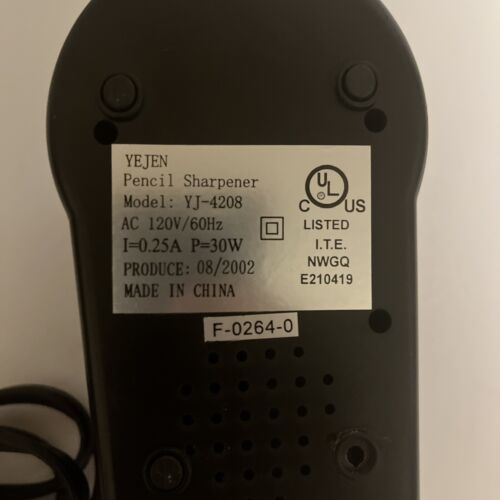 YEJEN
Pencil Sharpener
Model: YJ-4208
AC 120V/60Hz
I=0.25A P=30W
PRODUCE: 08/2002
MADE IN CHINA
UL
C US
LISTED
I.T.E.
NWGQ
E210419
F-0264-0